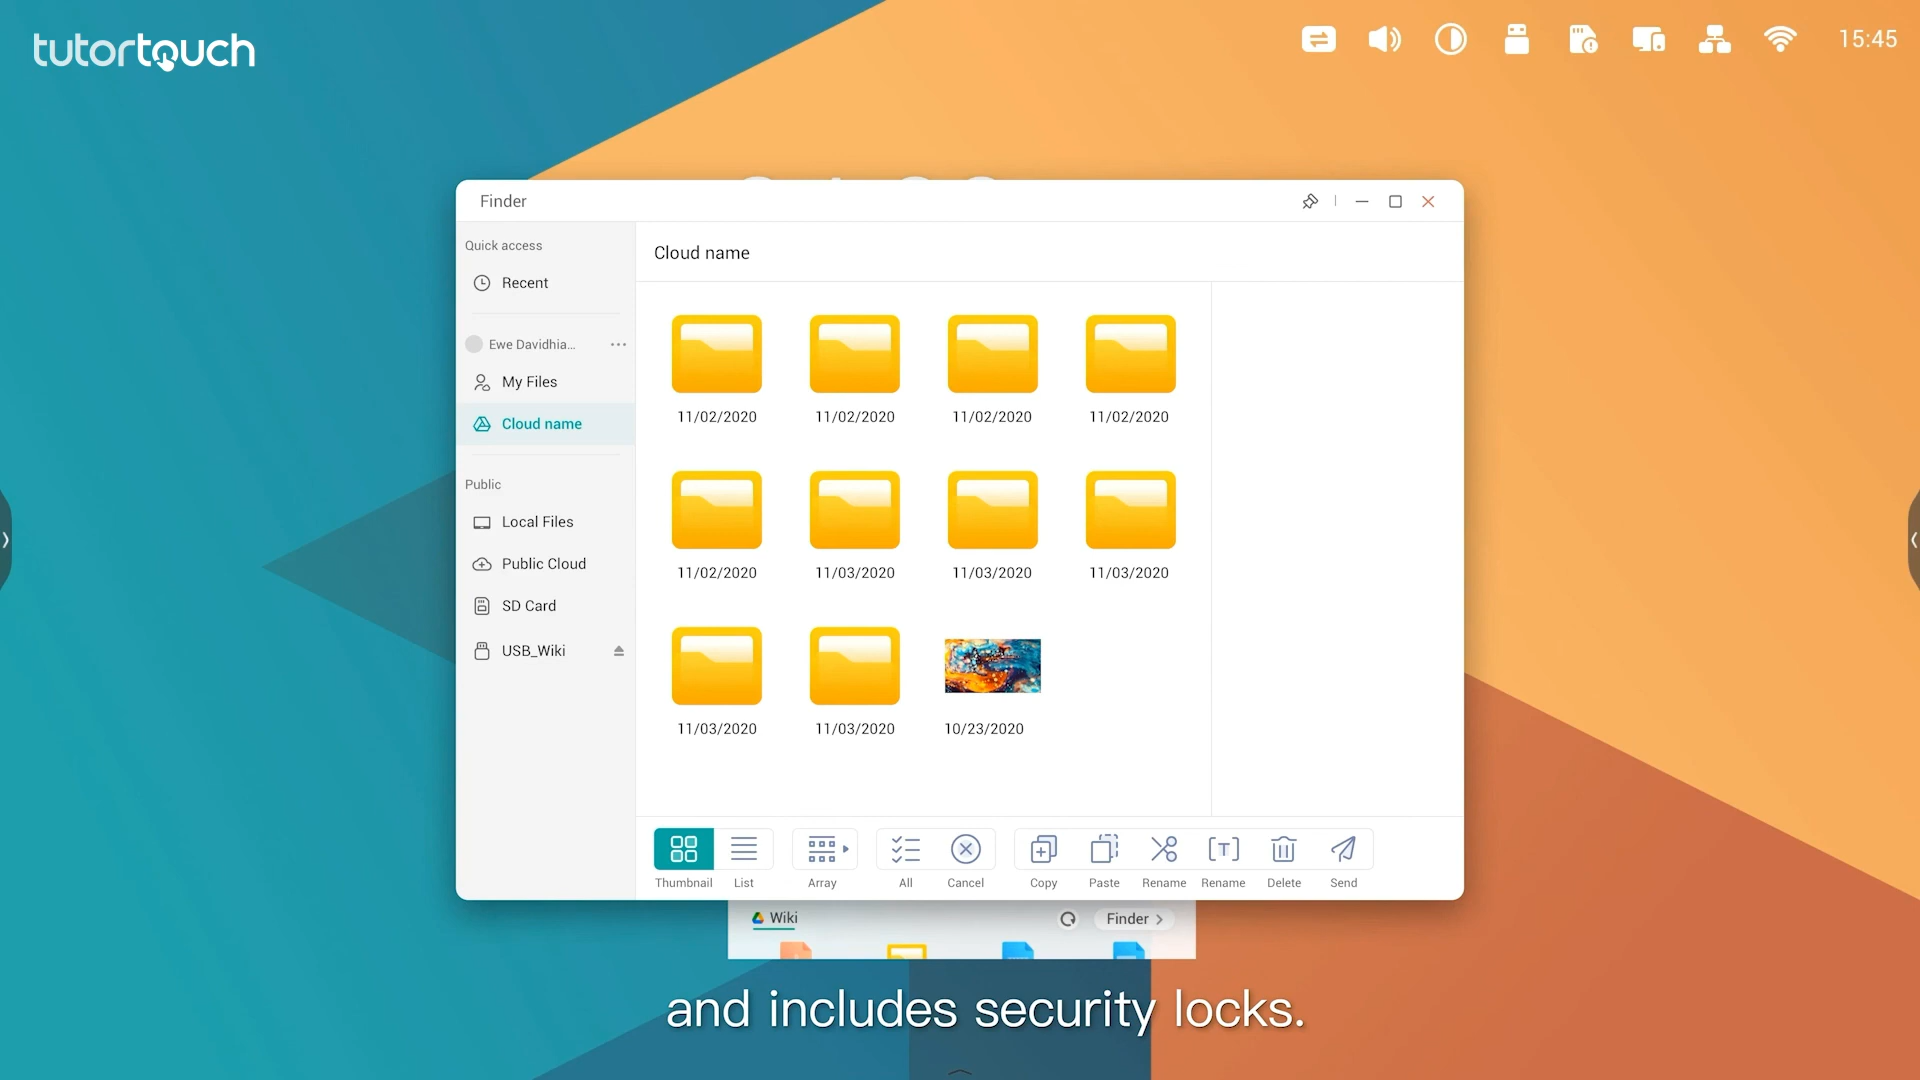 tutortouch
15:45
Finder
Quick access
Recent
Ewe Davidhia...
My Files
Cloud name
Public
Local Files
Public Cloud
SD Card
USB_Wiki
Cloud name
11/02/2020 11/02/2020 11/02/2020 11/02/2020
11/02/2020 11/03/2020 11/03/2020 11/03/2020
11/03/2020 11/03/2020 10/23/2020
Thumbnail List Array All Cancel Copy Paste Rename Rename Delete Send
Wiki Finder
and includes security locks.